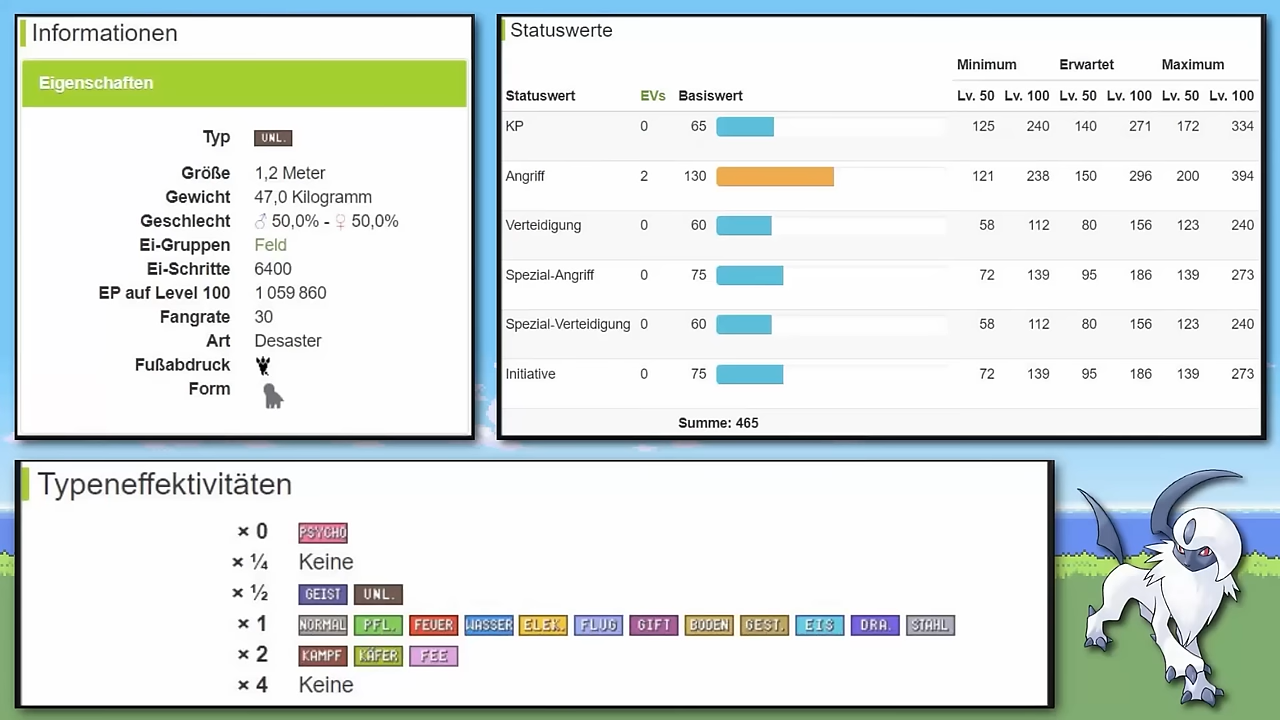 Informationen
Eigenschaften
Typ UNL.
Größe 1,2 Meter
Gewicht 47,0 Kilogramm
Geschlecht ♂ 50,0% - ♀ 50,0%
Ei-Gruppen Feld
Ei-Schritte 6400
EP auf Level 100 1 059 860
Fangrate 30
Art Desaster
Fußabdruck
Form
Statuswerte
Minimum Erwartet Maximum
Statuswert EVs Basiswert Lv. 50 Lv. 100 Lv. 50 Lv. 100 Lv. 50 Lv. 100
KP 0 65 125 240 140 271 172 334
Angriff 2 130 121 238 150 296 200 394
Verteidigung 0 60 58 112 80 156 123 240
Spezial-Angriff 0 75 72 139 95 186 139 273
Spezial-Verteidigung 0 60 58 112 80 156 123 240
Initiative 0 75 72 139 95 186 139 273
Summe: 465
Typeneffektivitäten
× 0 PSYCHO
× ¼ Keine
× ½ GEIST UNL.
× 1 NORMAL PFL. FEUER WASSER ELEK. FLUG GIFT BODEN GEST. EIS DRA. STAHL
× 2 KAMPF KÄFER FEE
× 4 Keine